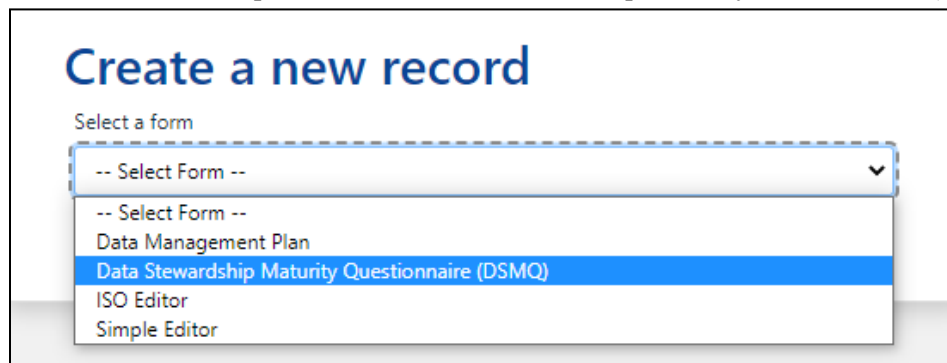 Create a new record
Select a form
-- Select Form --
-- Select Form --
Data Management Plan
Data Stewardship Maturity Questionnaire (DSMQ)
ISO Editor
Simple Editor